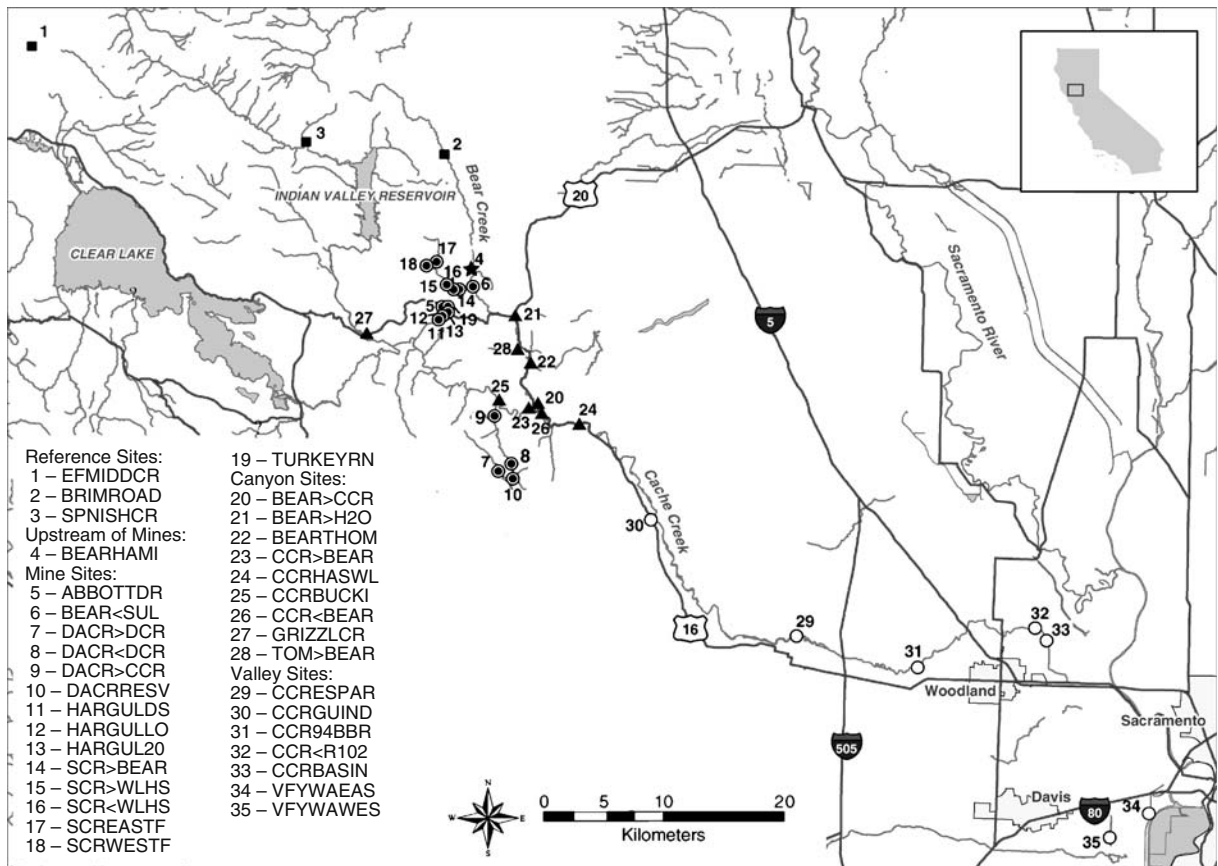 1
3
2
INDIAN VALLEY RESERVOIR
Bear Creek
CLEAR LAKE
20
5
Sacramento River
17
18
16
4
15
6
14
5
12
19
11
13
27
21
28
22
25
20
9
23
26
24
7
8
10
30
Cache Creek
16
29
31
32
33
Woodland
Sacramento
505
Davis
80
34
35
Reference Sites:
1 – EFMIDDCR
2 – BRIMROAD
3 – SPNISHCR
Upstream of Mines:
4 – BEARHAMI
Mine Sites:
5 – ABBOTTDR
6 – BEAR<SUL
7 – DACR>DCR
8 – DACR<DCR
9 – DACR>CCR
10 – DACRRESV
11 – HARGULDS
12 – HARGULLO
13 – HARGUL20
14 – SCR>BEAR
15 – SCR>WLHS
16 – SCR<WLHS
17 – SCREASTF
18 – SCRWESTF
19 – TURKEYRN
Canyon Sites:
20 – BEAR>CCR
21 – BEAR>H2O
22 – BEARTHOM
23 – CCR>BEAR
24 – CCRHASWL
25 – CCRBUCKI
26 – CCR<BEAR
27 – GRIZZLCR
28 – TOM>BEAR
Valley Sites:
29 – CCRESPAR
30 – CCRGUIND
31 – CCR94BBR
32 – CCR<R102
33 – CCRBASIN
34 – VFYWAEAS
35 – VFYWAWES
N
W E
S
0 5 10 20
Kilometers